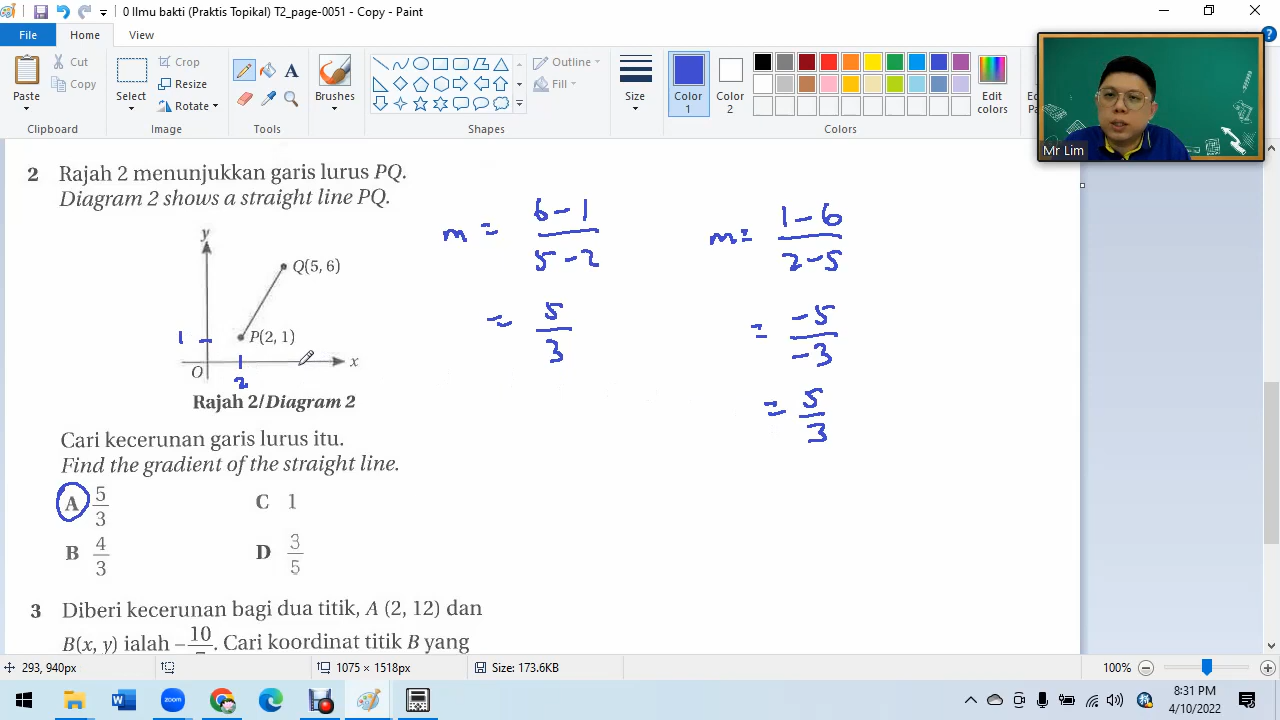 0 Ilmu bakti (Praktis Topikal) T2_page-0051 - Copy - Paint
File Home View
Paste Cut Copy Clipboard
Select Crop Resize Rotate Image
A Tools
Brushes
Outline Fill Shapes
Size
Color 1 Color 2 Edit colors Colors
Mr Lim
2 Rajah 2 menunjukkan garis lurus PQ.
Diagram 2 shows a straight line PQ.
y
Q(5, 6)
1 P(2, 1)
O 2 x
Rajah 2/Diagram 2
m = 6 - 1 / 5 - 2
= 5/3
m = 1 - 6 / 2 - 5
= -5/-3
= 5/3
Cari kecerunan garis lurus itu.
Find the gradient of the straight line.
A 5/3 C 1
B 4/3 D 3/5
3 Diberi kecerunan bagi dua titik, A (2, 12) dan
B(x, y) ialah -10. Cari koordinat titik B yang
293, 940px 1075 × 1518px Size: 173.6KB 100%
zoom
8:31 PM
4/10/2022